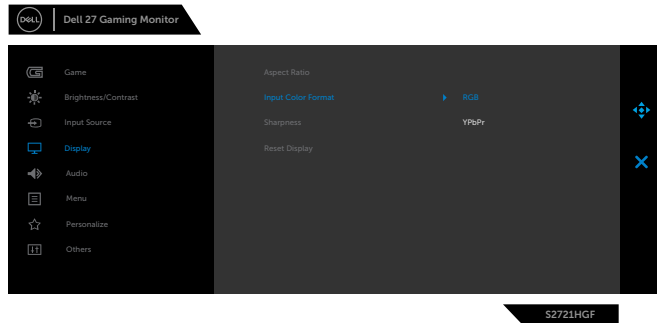 DELL
Dell 27 Gaming Monitor
Game
Aspect Ratio
Brightness/Contrast
Input Color Format
RGB
Input Source
Sharpness
YPbPr
Display
Reset Display
Audio
Menu
Personalize
Others
S2721HGF